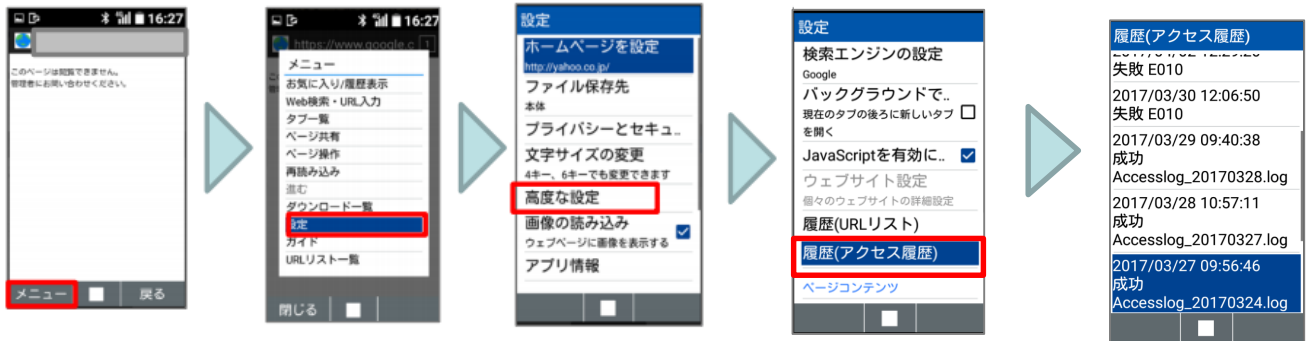 16:27
このページは閲覧できません。
管理者にお問い合わせください。
メニュー
戻る
16:27
https://www.google.c
1
メニュー
お気に入り/履歴表示
Web検索・URL入力
タブ一覧
ページ共有
ページ操作
再読み込み
進む
ダウンロード一覧
設定
ガイド
URLリスト一覧
閉じる
設定
ホームページを設定
http://yahoo.co.jp/
ファイル保存先
本体
プライバシーとセキュ..
文字サイズの変更
4キー、6キーでも変更できます
高度な設定
画像の読み込み
ウェブページに画像を表示する
アプリ情報
設定
検索エンジンの設定
Google
バックグラウンドで..
現在のタブの後ろに新しいタブ
を開く
JavaScriptを有効に..
ウェブサイト設定
個々のウェブサイトの詳細設定
履歴(URLリスト)
履歴(アクセス履歴)
ページコンテンツ
履歴(アクセス履歴)
失敗 E010
2017/03/30 12:06:50
失敗 E010
2017/03/29 09:40:38
成功
Accesslog_20170328.log
2017/03/28 10:57:11
成功
Accesslog_20170327.log
2017/03/27 09:56:46
成功
Accesslog_20170324.log